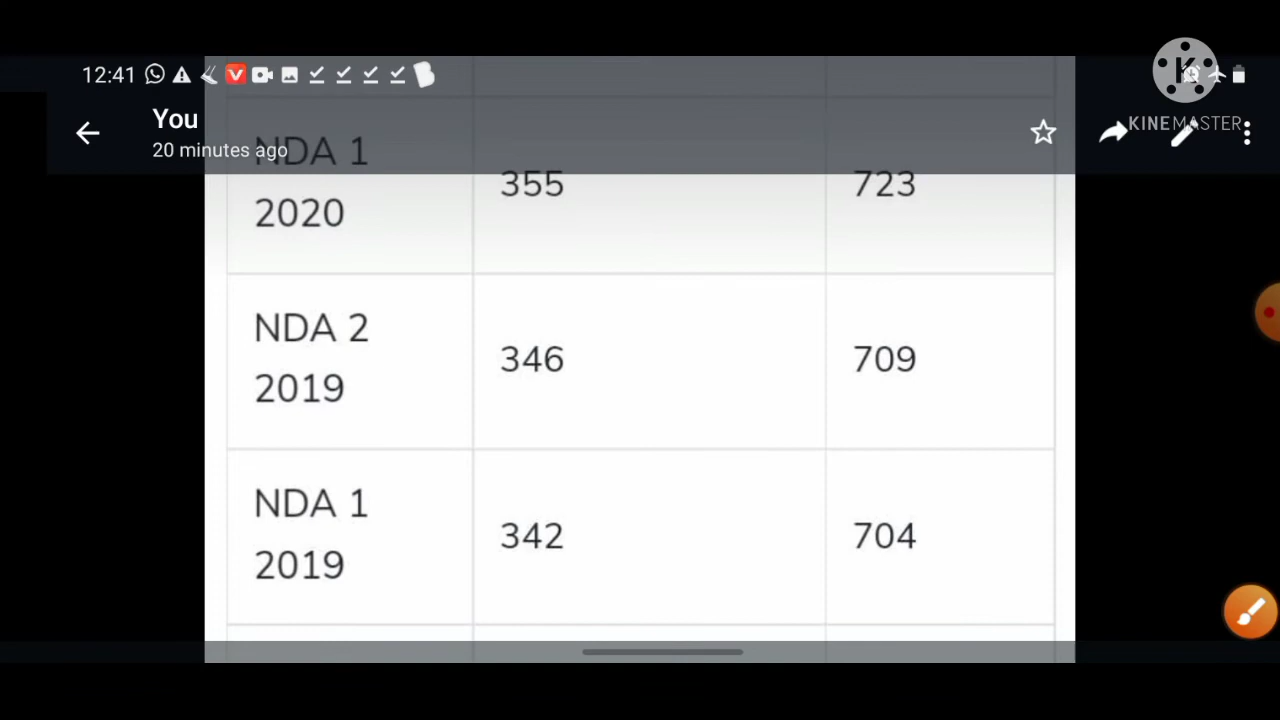 12:41
You
20 minutes ago
KINEMASTER
NDA 1
2020
355
723
NDA 2
2019
346
709
NDA 1
2019
342
704